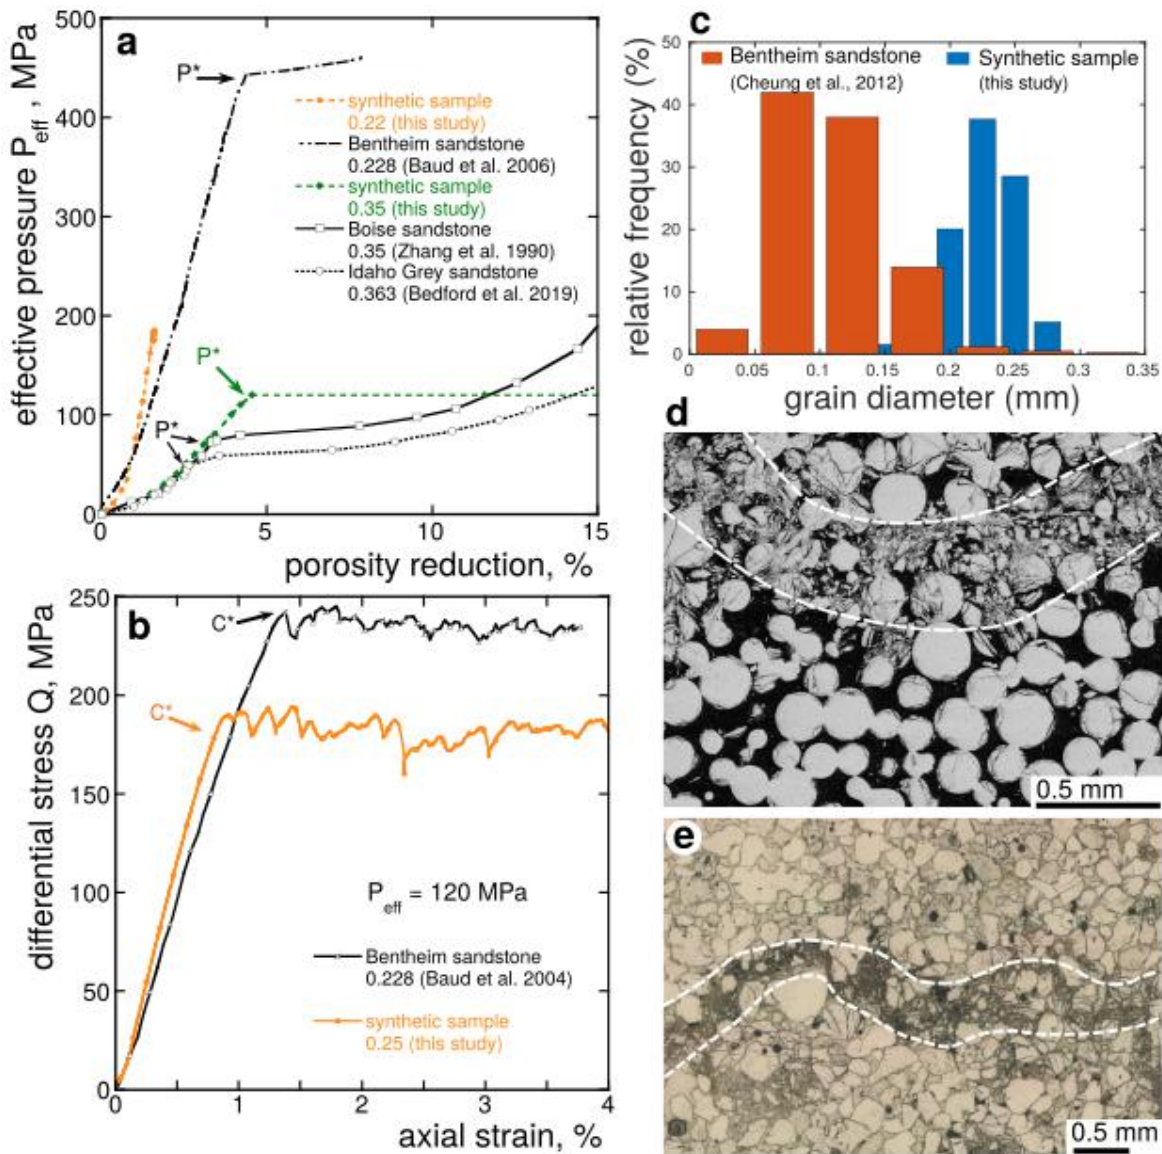 a
effective pressure P_eff , MPa
500
400
300
200
100
0
0
5
10
15
porosity reduction, %
P*
P*
P*
synthetic sample
0.22 (this study)
Bentheim sandstone
0.228 (Baud et al. 2006)
synthetic sample
0.35 (this study)
Boise sandstone
0.35 (Zhang et al. 1990)
Idaho Grey sandstone
0.363 (Bedford et al. 2019)
b
differential stress Q, MPa
250
200
150
100
50
0
0
1
2
3
4
axial strain, %
C*
C*
P_eff = 120 MPa
Bentheim sandstone
0.228 (Baud et al. 2004)
synthetic sample
0.25 (this study)
c
relative frequency (%)
50
40
30
20
10
0
0
0.05
0.1
0.15
0.2
0.25
0.3
0.35
grain diameter (mm)
Bentheim sandstone
(Cheung et al., 2012)
Synthetic sample
(this study)
d
0.5 mm
e
0.5 mm